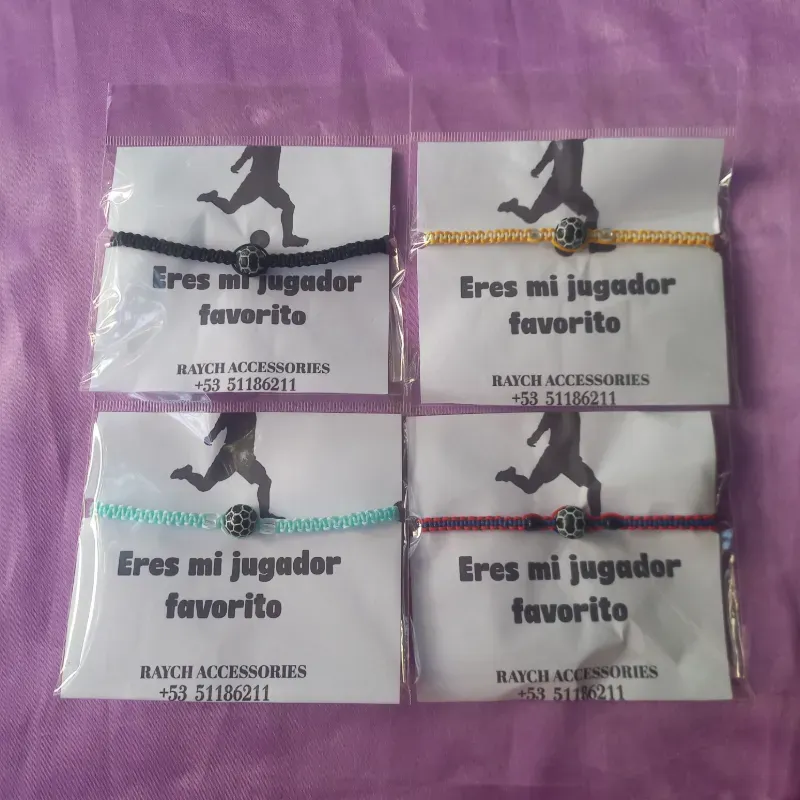 Eres mi jugador
favorito
RAYCH ACCESSORIES
+53 51186211
Eres mi jugador
favorito
RAYCH ACCESSORIES
+53 51186211
Eres mi jugador
favorito
RAYCH ACCESSORIES
+53 51186211
Eres mi jugador
favorito
RAYCH ACCESSORIES
+53 51186211